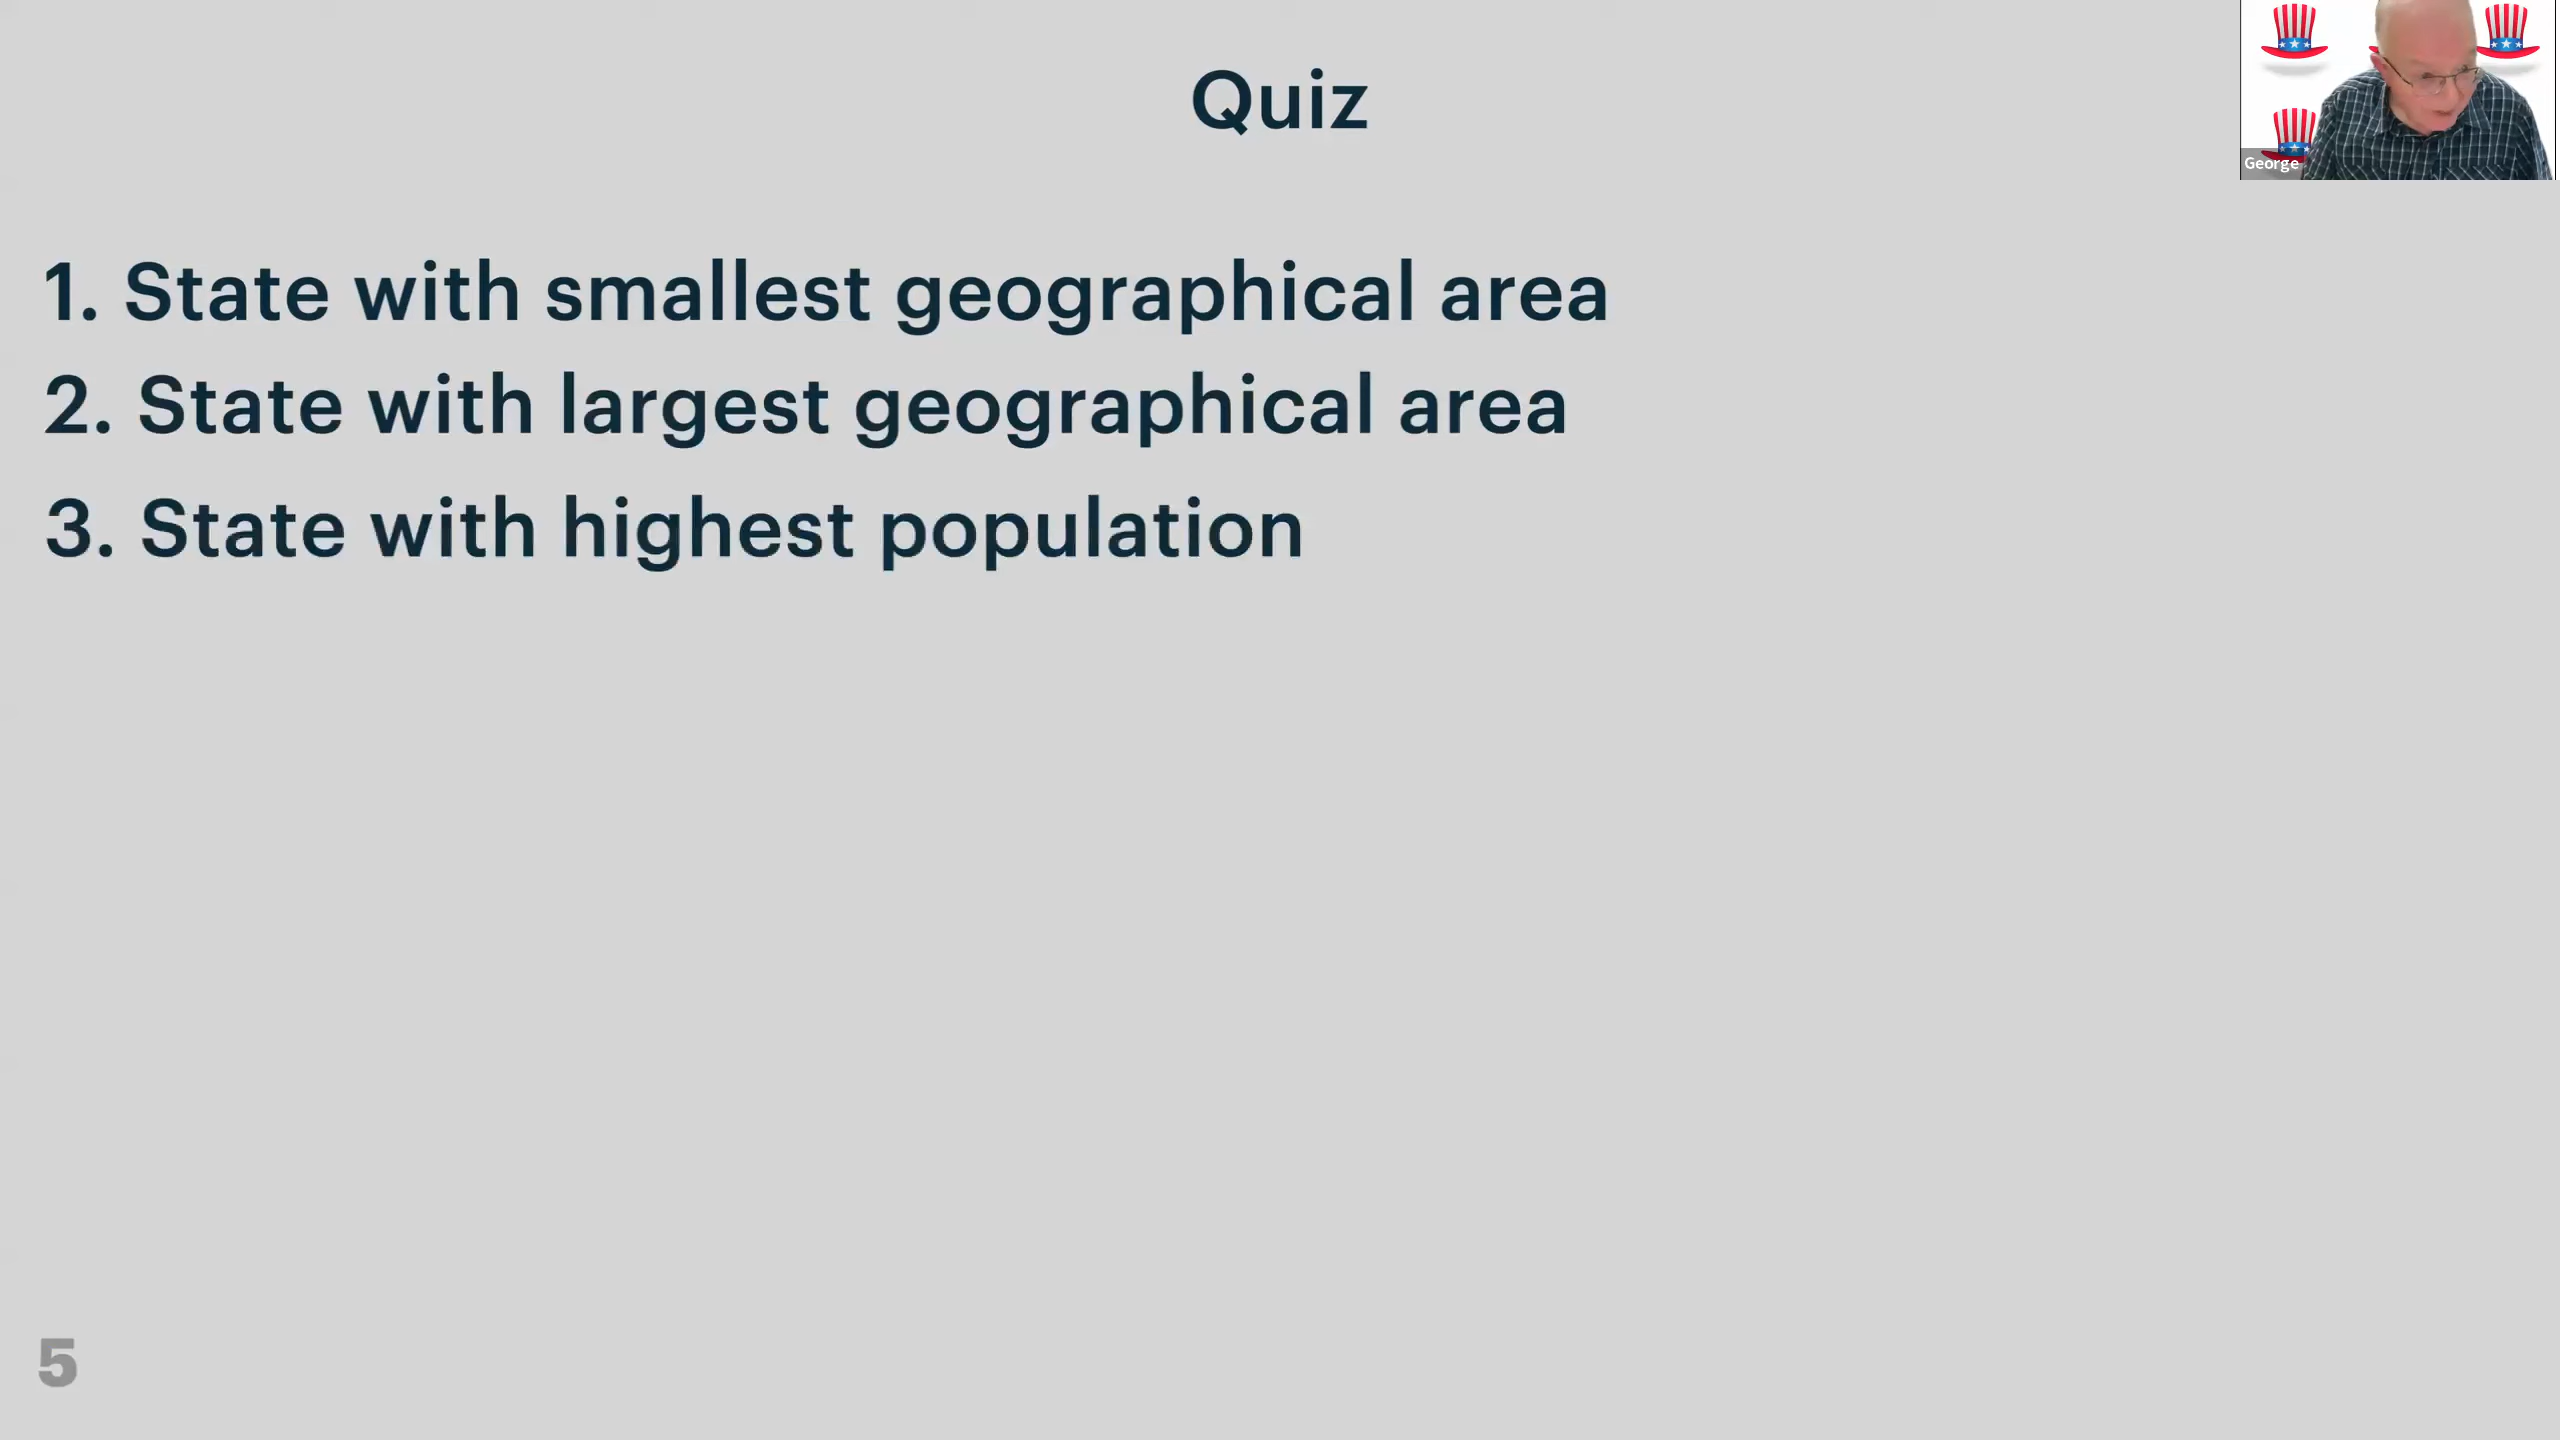 Quiz
George
1. State with smallest geographical area
2. State with largest geographical area
3. State with highest population
5